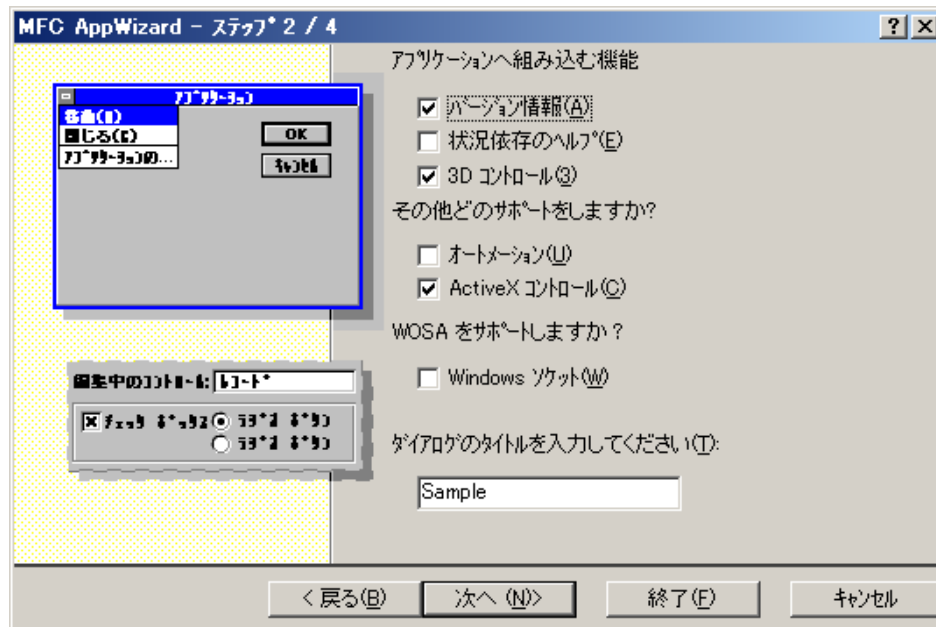 MFC AppWizard - ｽﾃｯﾌﾟ 2 / 4
ｱﾌﾟﾘｹｰｼｮﾝへ組み込む機能
ﾊﾞｰｼﾞｮﾝ情報(A)
状況依存のﾍﾙﾌﾟ(E)
3D ｺﾝﾄﾛｰﾙ(3)
その他どのｻﾎﾟｰﾄをしますか?
ｵｰﾄﾒｰｼｮﾝ(U)
ActiveX ｺﾝﾄﾛｰﾙ(C)
WOSA をｻﾎﾟｰﾄしますか ?
Windows ｿｹｯﾄ(W)
ﾀﾞｲｱﾛｸﾞのﾀｲﾄﾙを入力してください(T):
Sample
ｱﾌﾟﾘｹｰｼｮﾝ
閉じる(C)
ｱﾌﾟﾘｹｰｼｮﾝの...
OK
ｷｬﾝｾﾙ
編集中のｺﾝﾄﾛｰﾙ: ﾚｺｰﾄﾞ
ﾁｪｯｸ ﾎﾞｯｸｽ ﾗｼﾞｵ ﾎﾞﾀﾝ
ﾗｼﾞｵ ﾎﾞﾀﾝ
< 戻る(B) 次へ (N)> 終了(F) ｷｬﾝｾﾙ